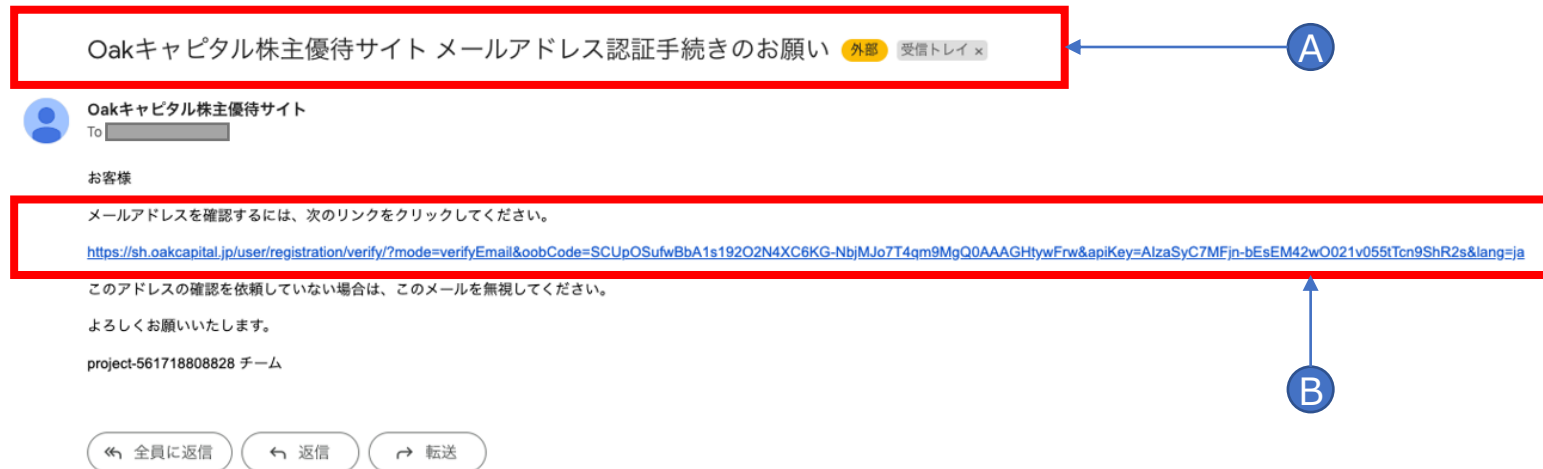 Oakキャピタル株主優待サイト メールアドレス認証手続きのお願い 外部 受信トレイ ×
A
Oakキャピタル株主優待サイト
To
お客様
メールアドレスを確認するには、次のリンクをクリックしてください。
https://sh.oakcapital.jp/user/registration/verify/?mode=verifyEmail&oobCode=SCUpOSufwBbA1s192O2N4XC6KG-NbjMJo7T4qm9MgQ0AAAGHtywFrw&apiKey=AIzaSyC7MFjn-bEsEM42wO021v055tTcn9ShR2s&lang=ja
このアドレスの確認を依頼していない場合は、このメールを無視してください。
よろしくお願いいたします。
project-561718808828 チーム
B
全員に返信 返信 転送